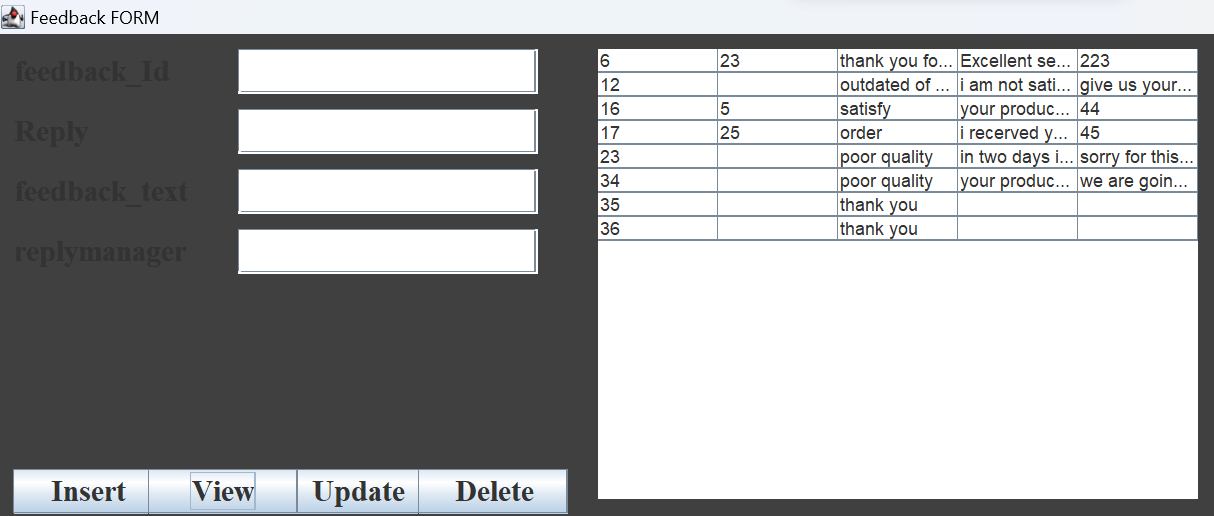 Feedback FORM
feedback_Id
Reply
feedback_text
replymanager
6 23 thank you fo... Excellent se... 223
12 outdated of ... i am not sati... give us your...
16 5 satisfy your produc... 44
17 25 order i recerved y... 45
23 poor quality in two days i... sorry for this...
34 poor quality your produc... we are goin...
35 thank you
36 thank you
Insert View Update Delete